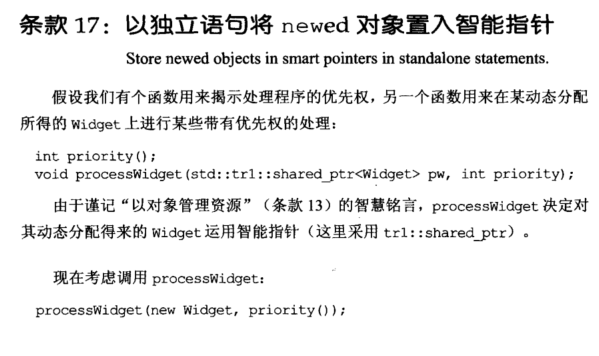 条款 17：以独立语句将 newed 对象置入智能指针
Store newed objects in smart pointers in standalone statements.
假设我们有个函数用来揭示处理程序的优先权，另一个函数用来在某动态分配
所得的 Widget 上进行某些带有优先权的处理：
int priority();
void processWidget(std::tr1::shared_ptr<Widget> pw, int priority);
由于谨记“以对象管理资源”（条款 13）的智慧铭言，processWidget 决定对
其动态分配得来的 Widget 运用智能指针（这里采用 tr1::shared_ptr）。
现在考虑调用 processWidget：
processWidget(new Widget, priority());